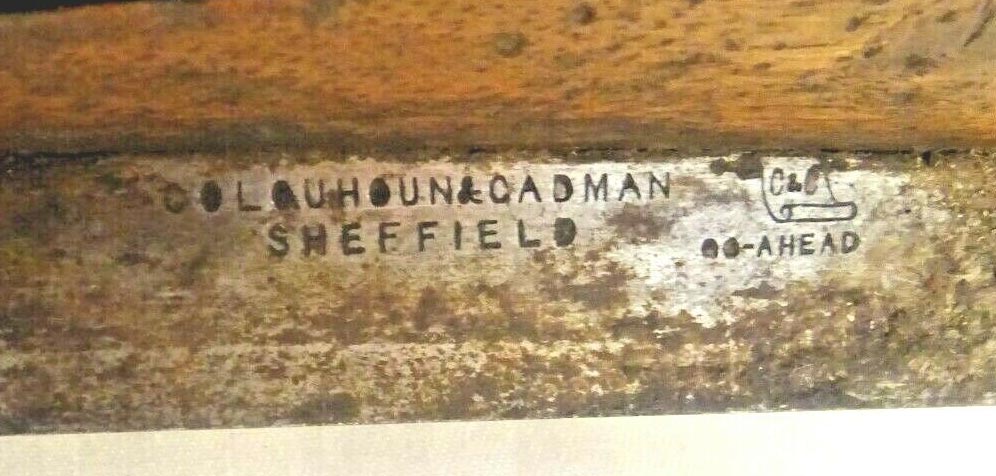 COLQUHOUN & CADMAN
SHEFFIELD
C&C
GO-AHEAD